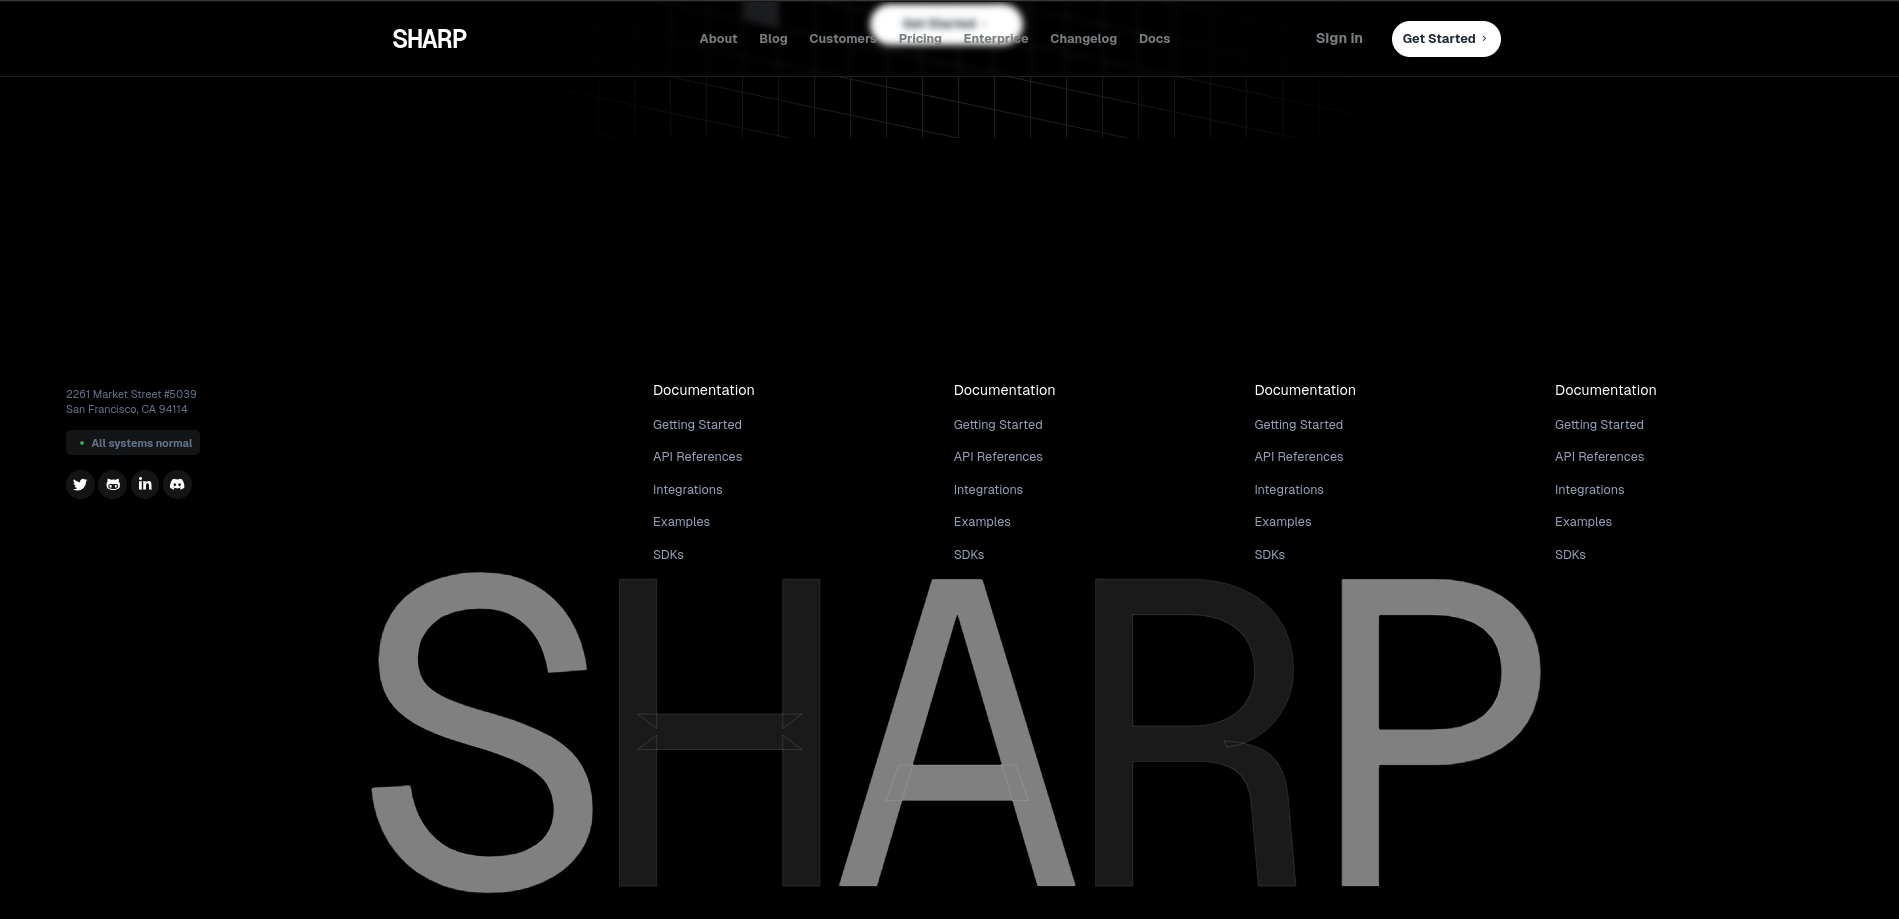 SHARP
Get Started
About Blog Customers Pricing Enterprise Changelog Docs
Sign in
Get Started ›
2261 Market Street #5039
San Francisco, CA 94114
All systems normal
Documentation
Getting Started
API References
Integrations
Examples
SDKs
Documentation
Getting Started
API References
Integrations
Examples
SDKs
Documentation
Getting Started
API References
Integrations
Examples
SDKs
Documentation
Getting Started
API References
Integrations
Examples
SDKs
SHARP